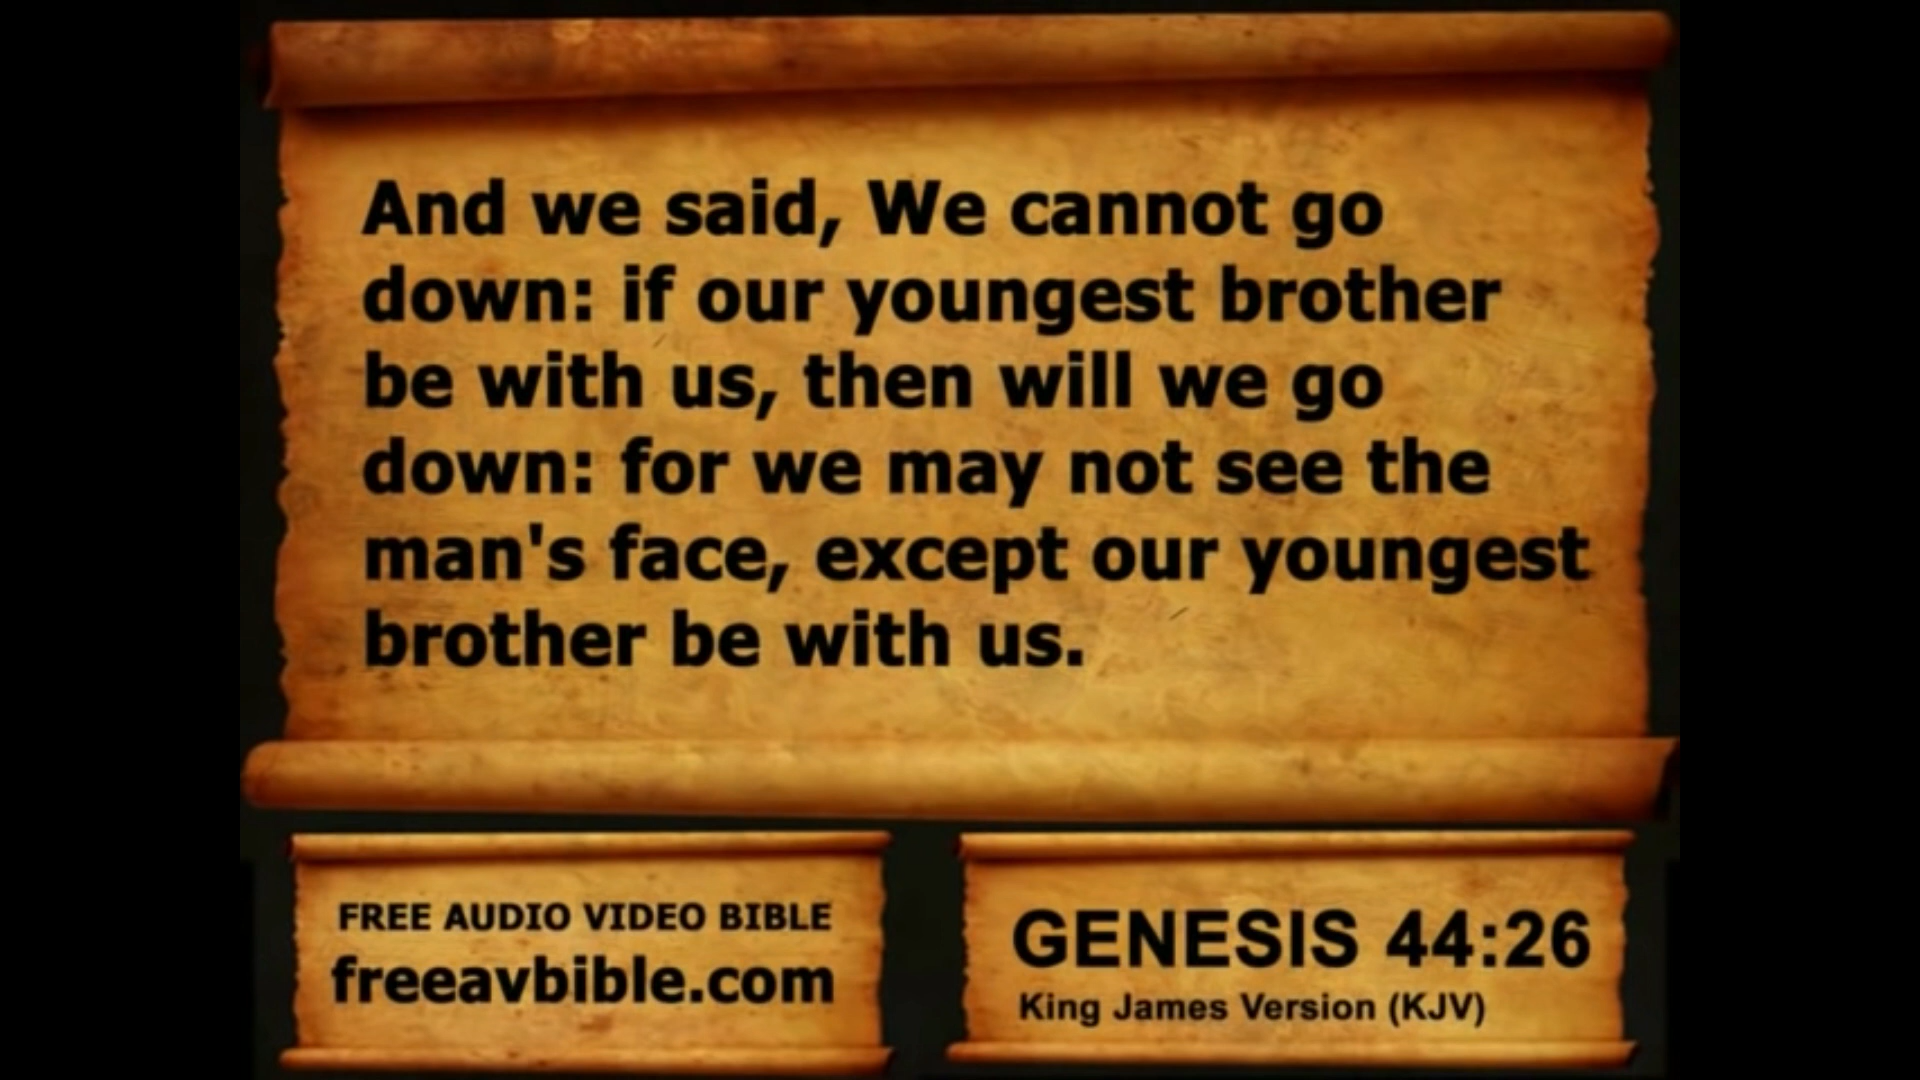 And we said, We cannot go
down: if our youngest brother
be with us, then will we go
down: for we may not see the
man's face, except our youngest
brother be with us.
FREE AUDIO VIDEO BIBLE
freeavbible.com
GENESIS 44:26
King James Version (KJV)